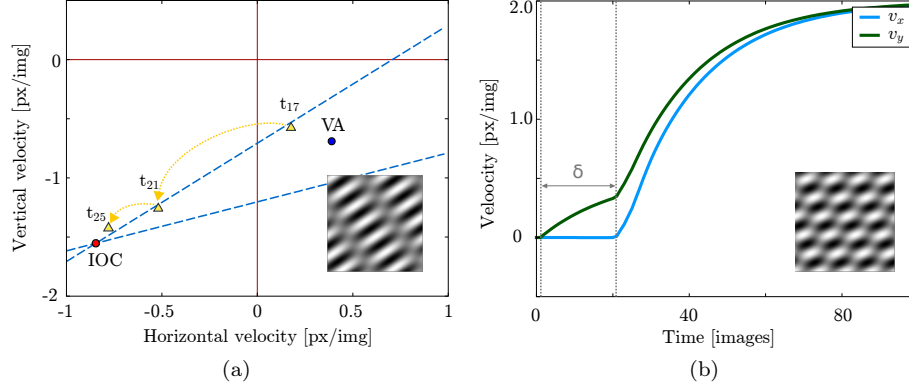 0
-1
-2
Vertical velocity [px/img]
-1
-0.5
0
0.5
1
Horizontal velocity [px/img]
t17
VA
t21
t25
IOC
(a)
2.0
1.0
0
Veloocity [px/img]
vx
vy
δ
0
20
40
60
80
Time [images]
(b)